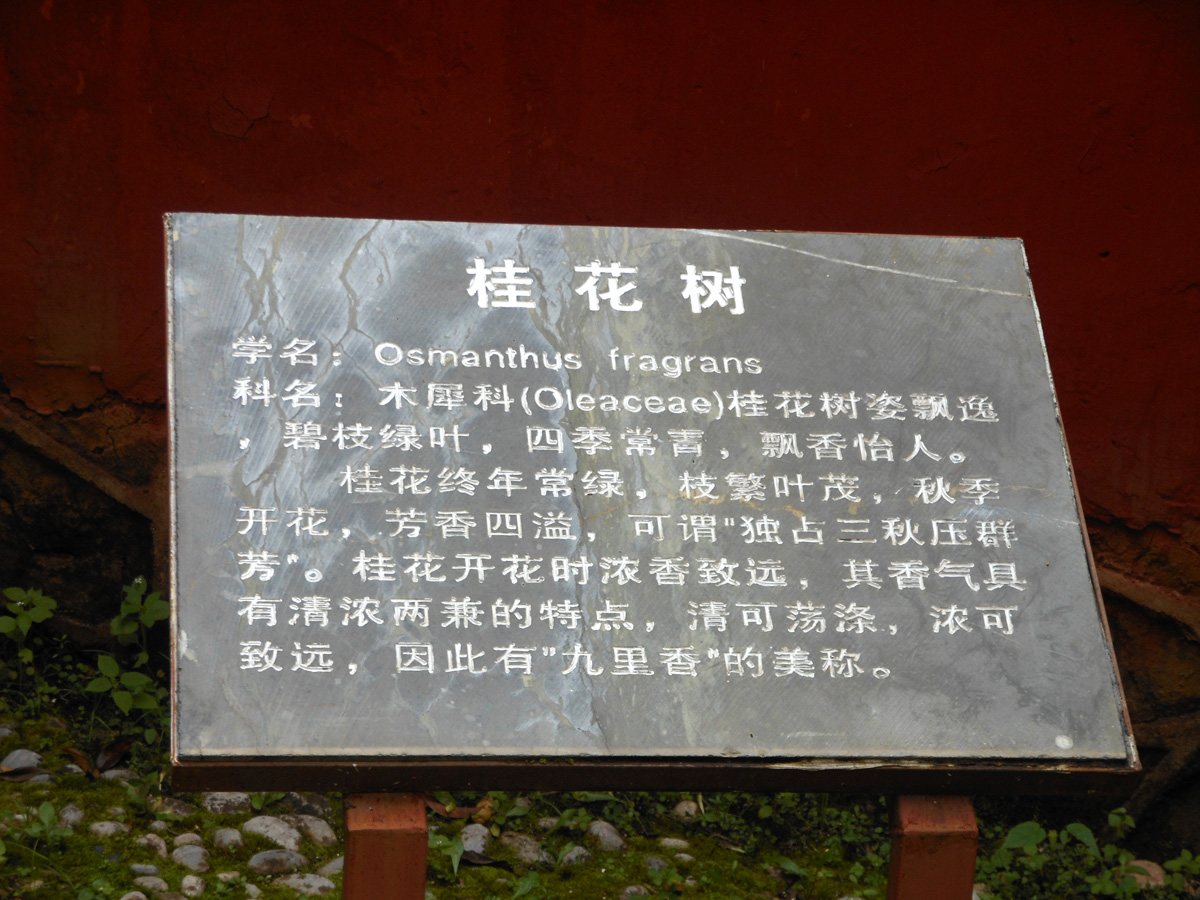 桂花树
学名：Osmanthus fragrans
科名：木犀科(Oleaceae)桂花树姿飘逸
，碧枝绿叶，四季常青，飘香怡人。
桂花终年常绿，枝繁叶茂，秋季
开花，芳香四溢，可谓"独占三秋压群
芳"。桂花开花时浓香致远，其香气具
有清浓两兼的特点，清可荡涤，浓可
致远，因此有"九里香"的美称。